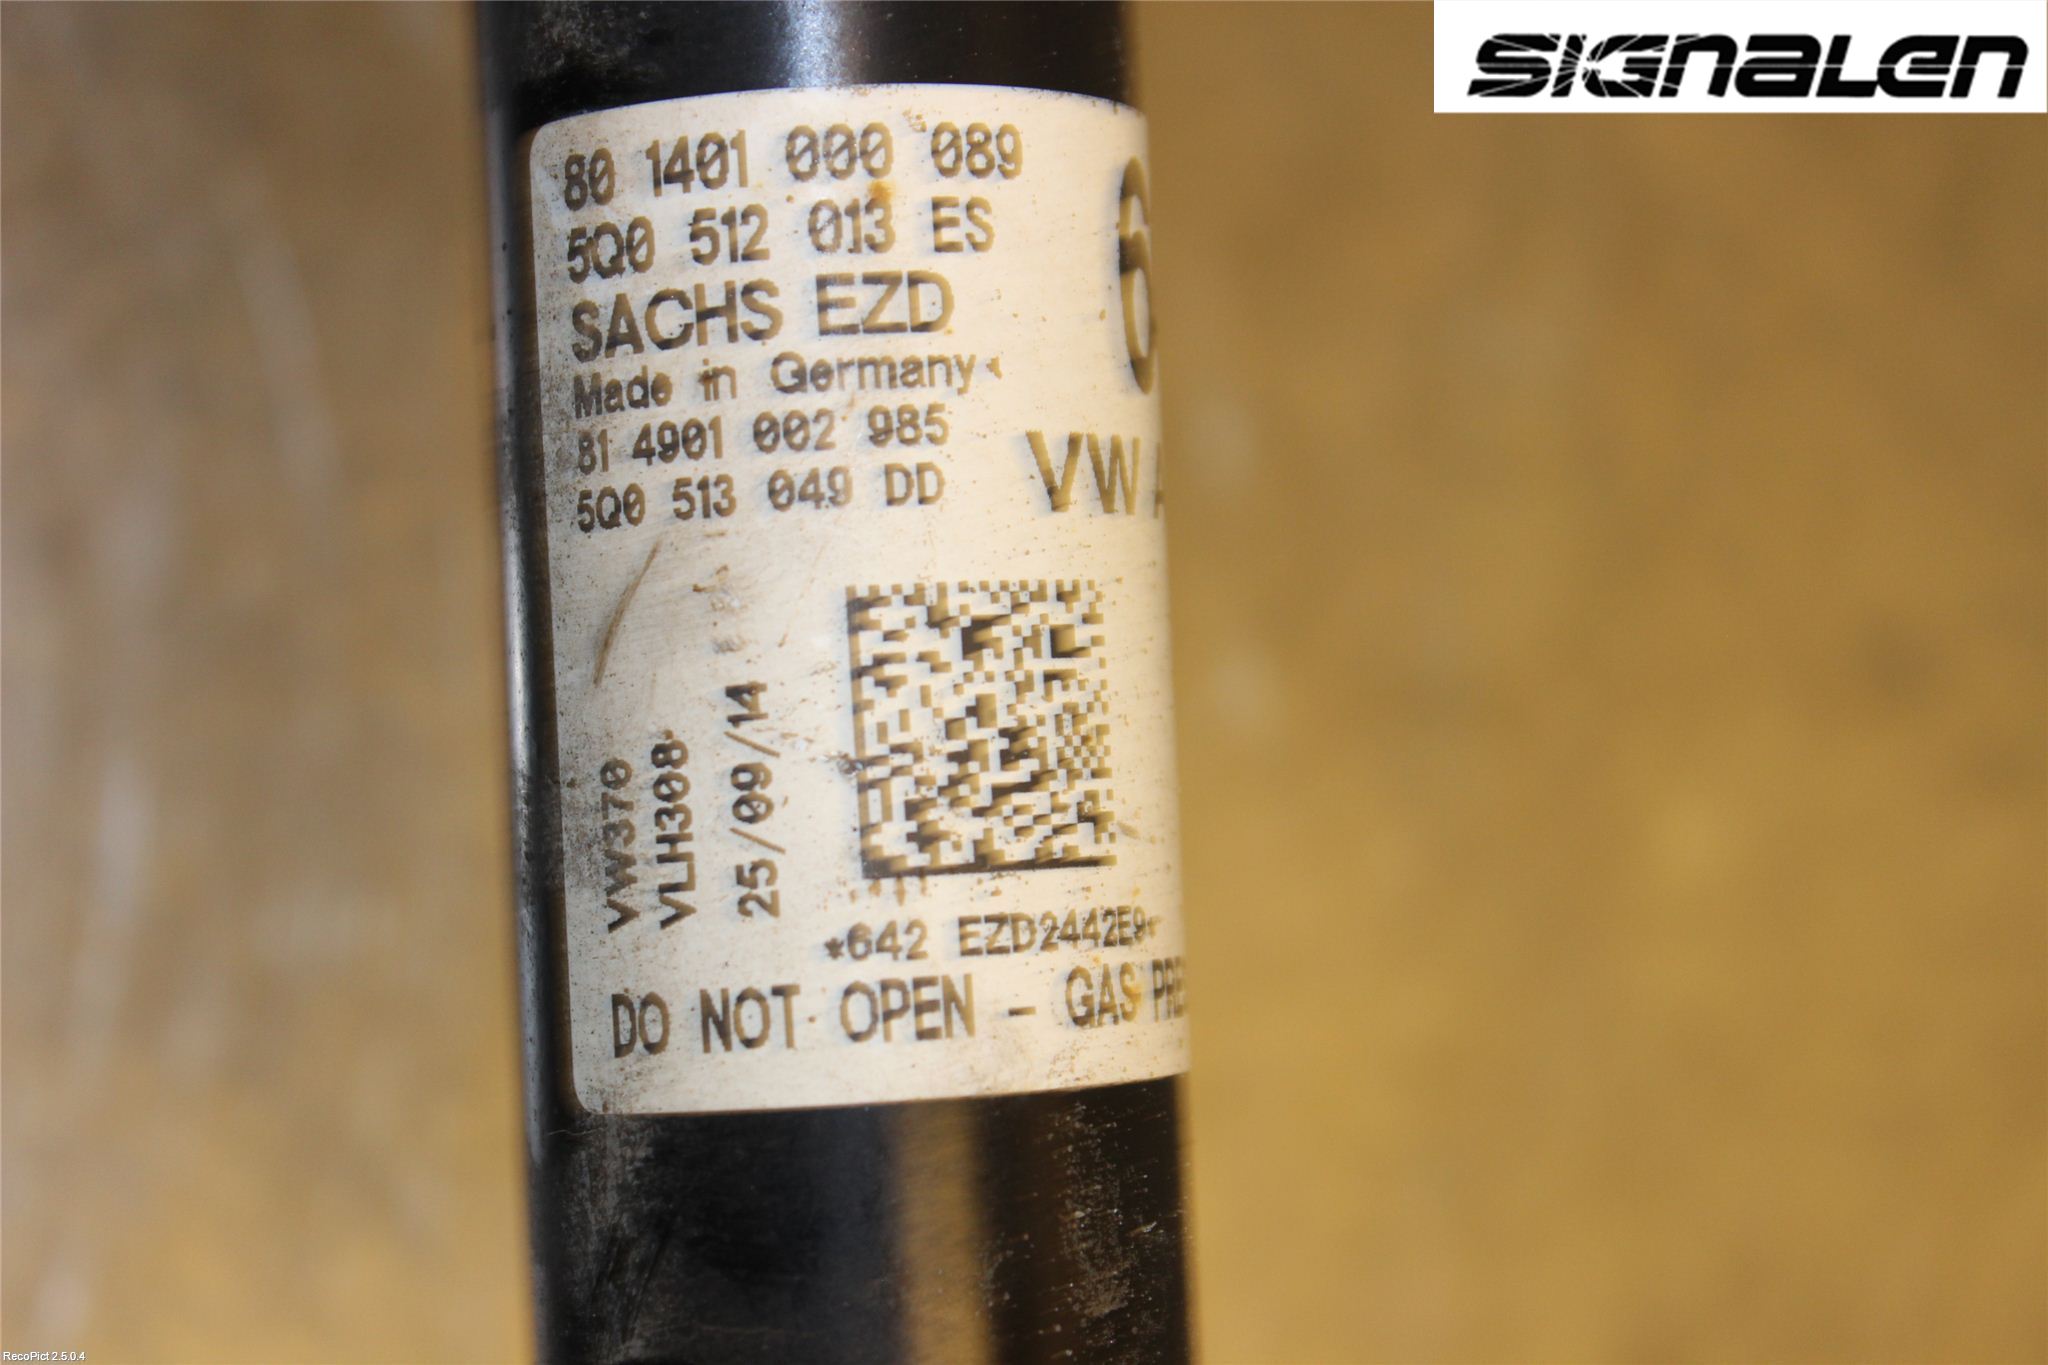 SIGNALEN
80 1401 000 089
5Q0 512 013 ES
SACHS EZD
Made in Germany
81 4901 002 985
5Q0 513 049 DD
6
VW A
VW370
VLH308
25/09/14
*642 EZD2442E9*
DO NOT OPEN - GAS PRE
RecoPict 2.5.0.4